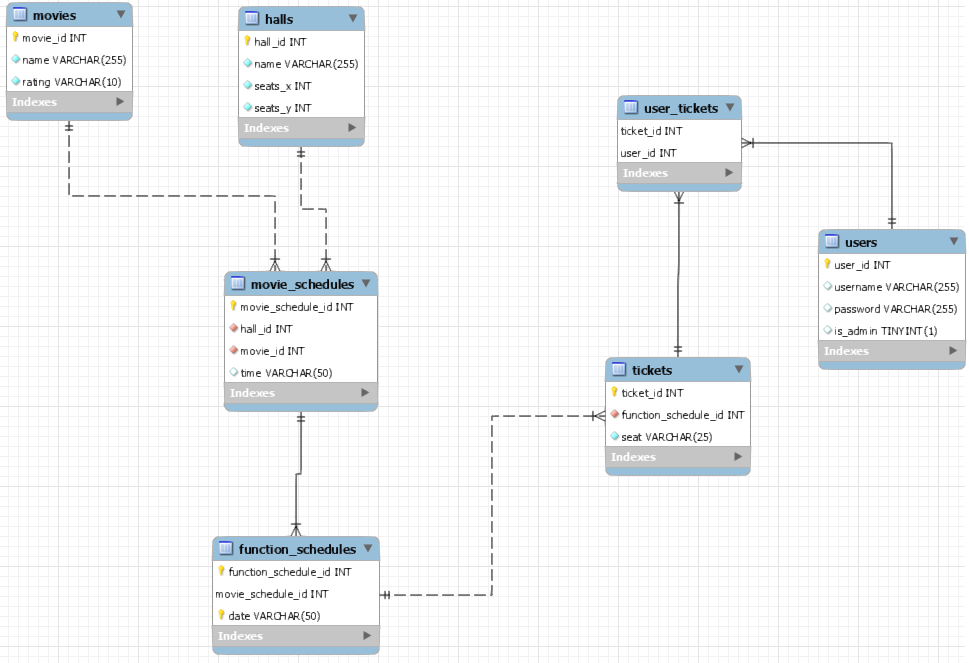 movies
movie_id INT
name VARCHAR(255)
rating VARCHAR(10)
Indexes
halls
hall_id INT
name VARCHAR(255)
seats_x INT
seats_y INT
Indexes
user_tickets
ticket_id INT
user_id INT
Indexes
users
user_id INT
username VARCHAR(255)
password VARCHAR(255)
is_admin TINYINT(1)
Indexes
movie_schedules
movie_schedule_id INT
hall_id INT
movie_id INT
time VARCHAR(50)
Indexes
tickets
ticket_id INT
function_schedule_id INT
seat VARCHAR(25)
Indexes
function_schedules
function_schedule_id INT
movie_schedule_id INT
date VARCHAR(50)
Indexes